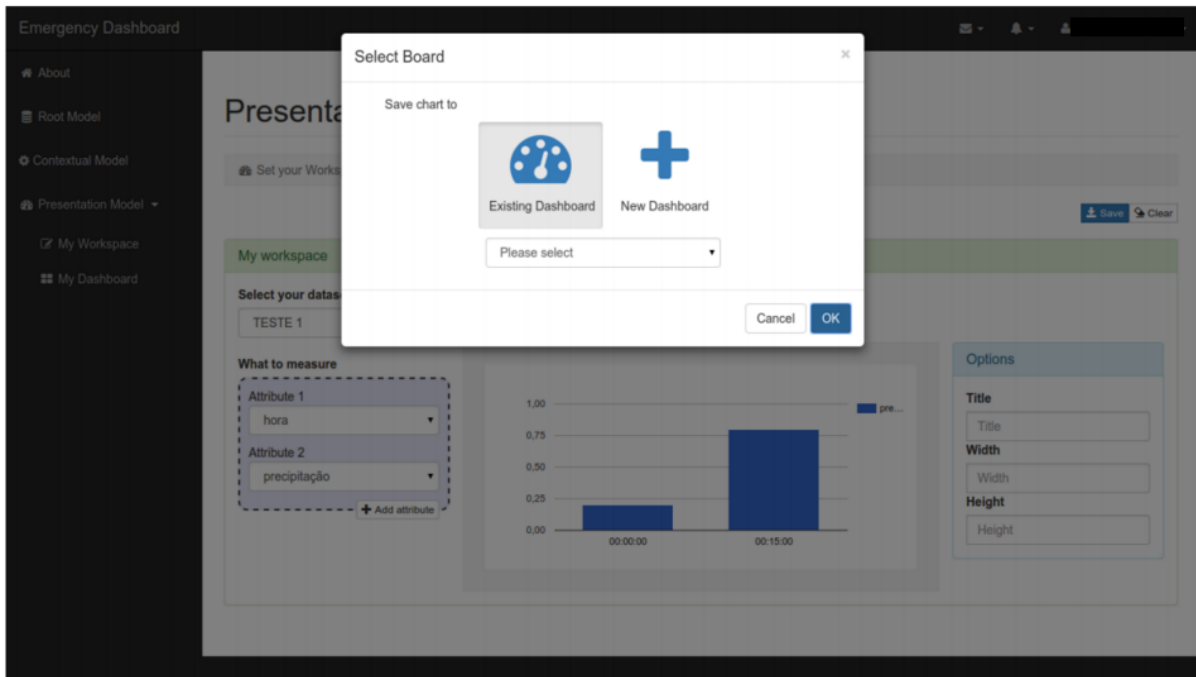 Emergency Dashboard
About
Root Model
Contextual Model
Presentation Model
My Workspace
My Dashboard
Select Board
×
Save chart to
Existing Dashboard
New Dashboard
Please select
Cancel
OK
Set your
Save
Clear
My workspace
Select your
TESTE 1
What to measure
Attribute 1
hora
Attribute 2
precipitação
Add attribute
1,00
0,75
0,50
0,25
0,00
00:00:00
00:15:00
pre...
Options
Title
Title
Width
Width
Height
Height